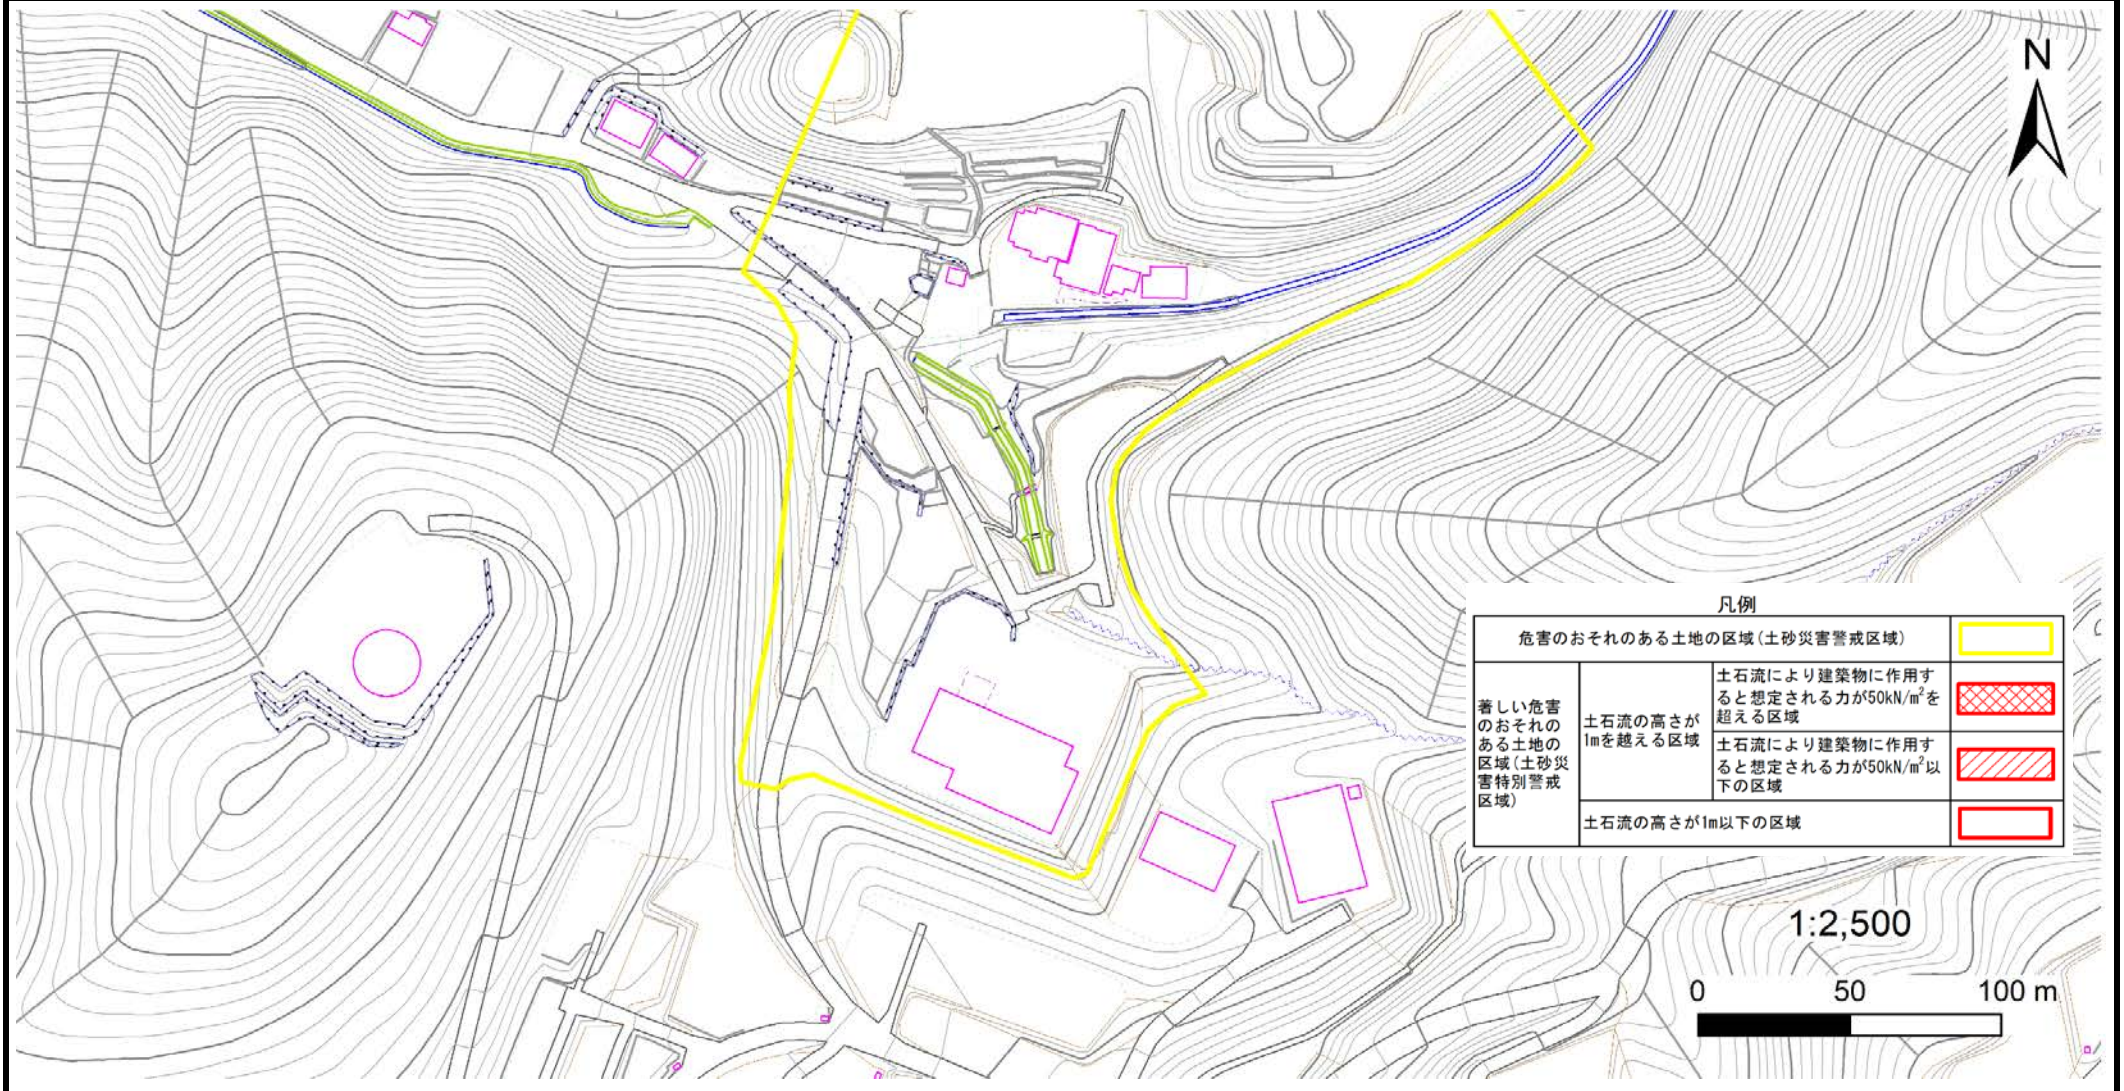 N
凡例
危害のおそれのある土地の区域(土砂災害警戒区域)
著しい危害
のおそれの
ある土地の
区域(土砂災
害特別警戒
区域)
土石流の高さが
1mを越える区域
土石流により建築物に作用す
ると想定される力が50kN/m²を
超える区域
土石流により建築物に作用す
ると想定される力が50kN/m²以
下の区域
土石流の高さが1m以下の区域
1:2,500
0 50 100 m